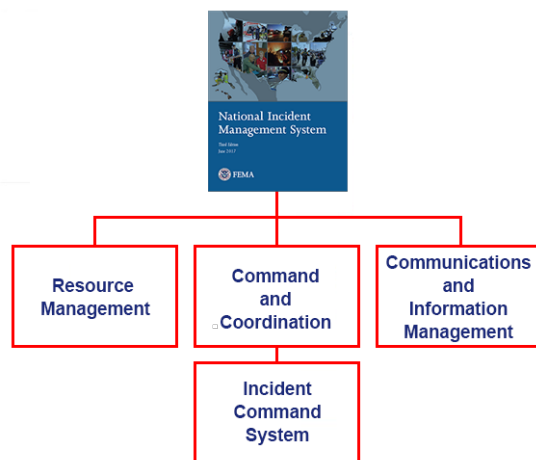 National Incident
Management System
Third Edition
June 2017
FEMA
Resource
Management
Command
and
Coordination
Communications
and
Information
Management
Incident
Command
System